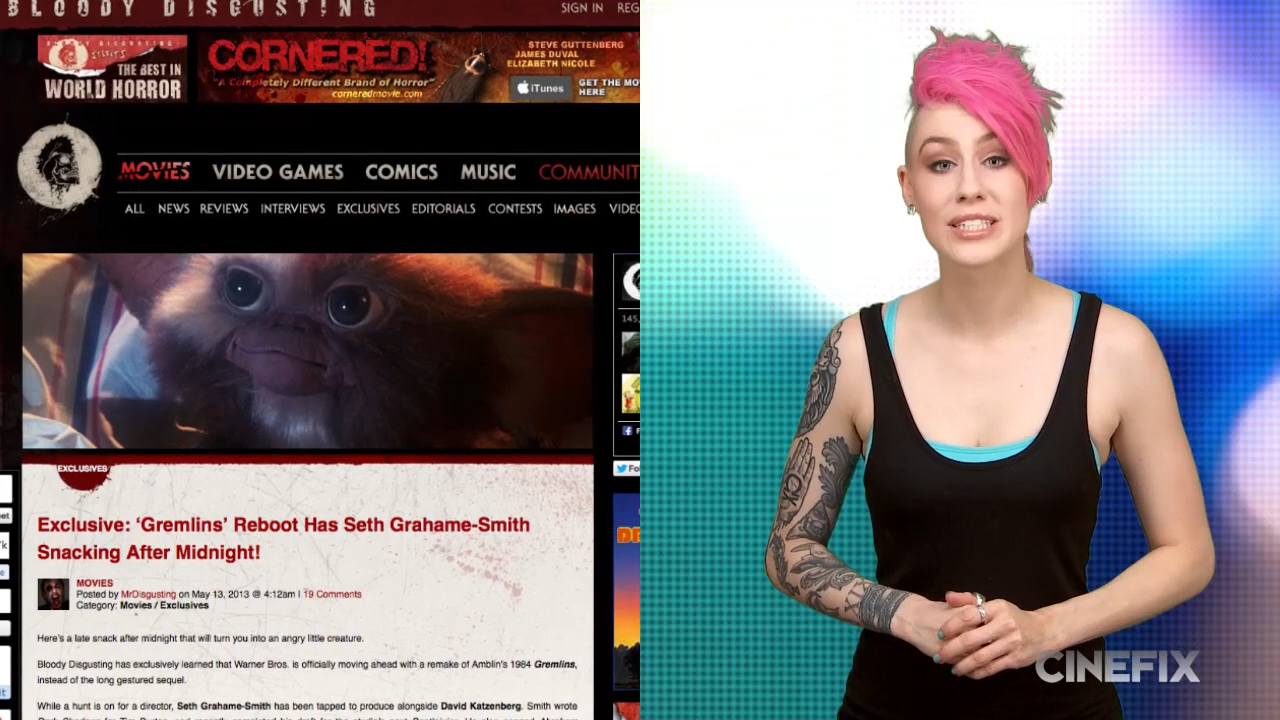 BLOODY DISGUSTING
SIGN IN REG
THE BEST IN
WORLD HORROR
CORNERED!
"A Completely Different Brand of Horror"
corneredmovie.com
STEVE GUTTENBERG
JAMES DUVAL
ELIZABETH NICOLE
iTunes
GET THE MO
HERE
MOVIES VIDEO GAMES COMICS MUSIC COMMUNIT
ALL NEWS REVIEWS INTERVIEWS EXCLUSIVES EDITORIALS CONTESTS IMAGES VIDEO
145,
EXCLUSIVES
Fo
Exclusive: ‘Gremlins’ Reboot Has Seth Grahame-Smith
Snacking After Midnight!
MOVIES
Posted by MrDisgusting on May 13, 2013 @ 4:12am | 19 Comments
Category: Movies / Exclusives
Here's a late snack after midnight that will turn you into an angry little creature.
Bloody Disgusting has exclusively learned that Warner Bros. is officially moving ahead with a remake of Amblin's 1984 Gremlins,
instead of the long gestured sequel.
While a hunt is on for a director, Seth Grahame-Smith has been tapped to produce alongside David Katzenberg. Smith wrote
CINEFIX